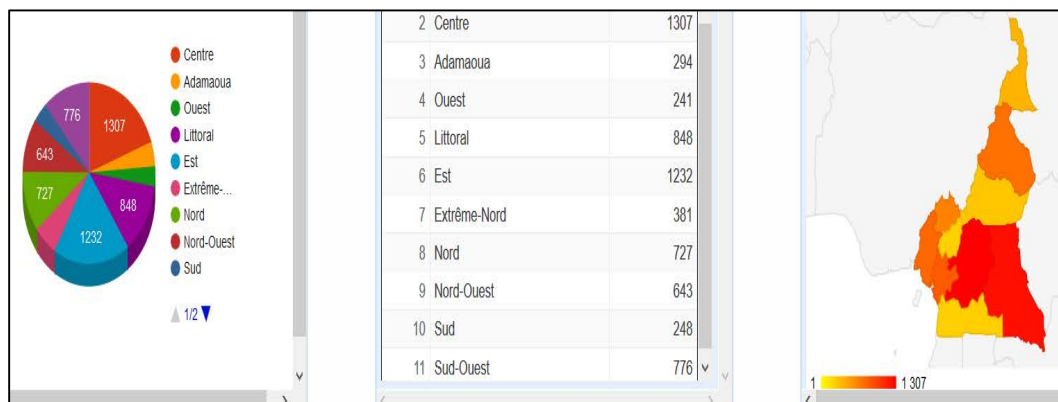 Centre
Adamaoua
Ouest
Littoral
Est
Extrême-...
Nord
Nord-Ouest
Sud
1/2
776
1307
643
727
848
1232
2 Centre 1307
3 Adamaoua 294
4 Ouest 241
5 Littoral 848
6 Est 1232
7 Extrême-Nord 381
8 Nord 727
9 Nord-Ouest 643
10 Sud 248
11 Sud-Ouest 776
1 1 307